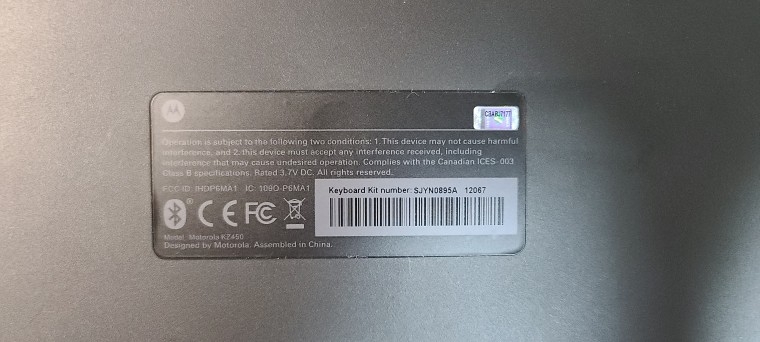 CSARJ7177
Operation is subject to the following two conditions: 1. This device may not cause harmful
interference, and 2. this device must accept any interference received, including
interference that may cause undesired operation. Complies with the Canadian ICES-003
Class B specifications. Rated 3.7V DC. All rights reserved.
FCC ID: IHDP6MA1 IC: 109O-P6MA1
Keyboard Kit number: SJYN0895A 12067
CE FC
Model: Motorola KZ450
Designed by Motorola. Assembled in China.